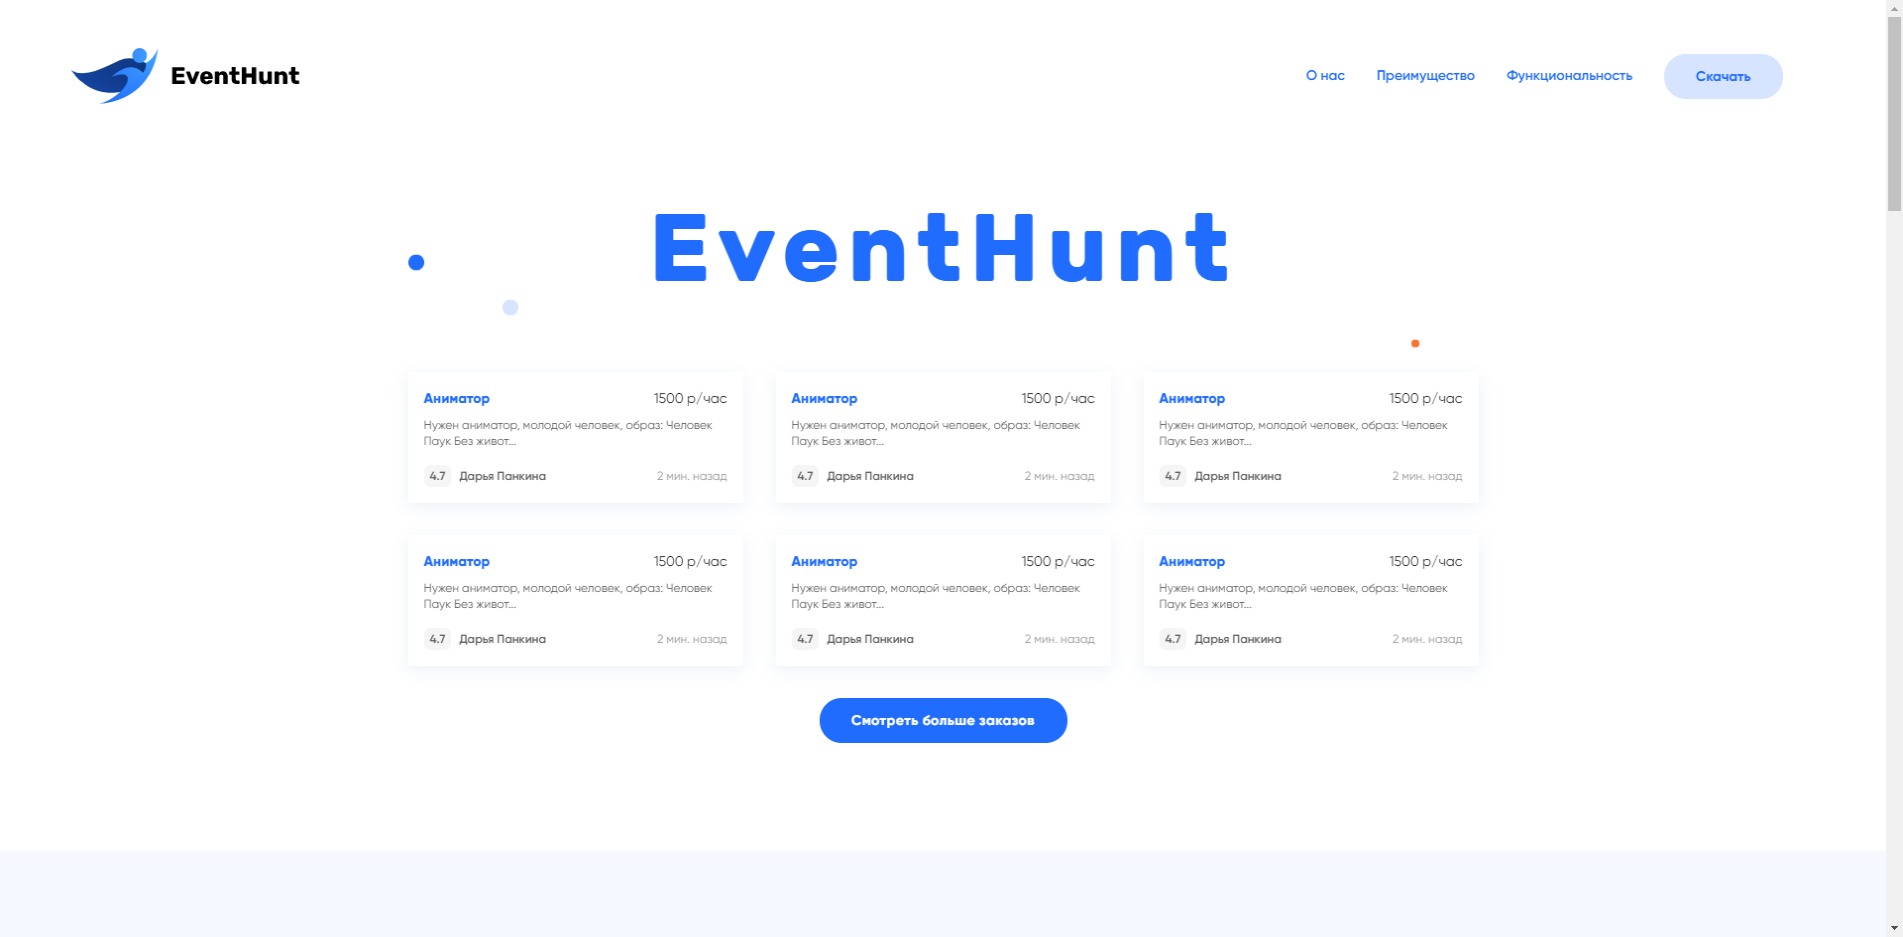 EventHunt
О нас Преимущество Функциональность Скачать
EventHunt
Аниматор 1500 р/час
Нужен аниматор, молодой человек, образ: Человек
Паук Без живот...
4.7 Дарья Панкина 2 мин. назад
Аниматор 1500 р/час
Нужен аниматор, молодой человек, образ: Человек
Паук Без живот...
4.7 Дарья Панкина 2 мин. назад
Аниматор 1500 р/час
Нужен аниматор, молодой человек, образ: Человек
Паук Без живот...
4.7 Дарья Панкина 2 мин. назад
Аниматор 1500 р/час
Нужен аниматор, молодой человек, образ: Человек
Паук Без живот...
4.7 Дарья Панкина 2 мин. назад
Аниматор 1500 р/час
Нужен аниматор, молодой человек, образ: Человек
Паук Без живот...
4.7 Дарья Панкина 2 мин. назад
Аниматор 1500 р/час
Нужен аниматор, молодой человек, образ: Человек
Паук Без живот...
4.7 Дарья Панкина 2 мин. назад
Смотреть больше заказов